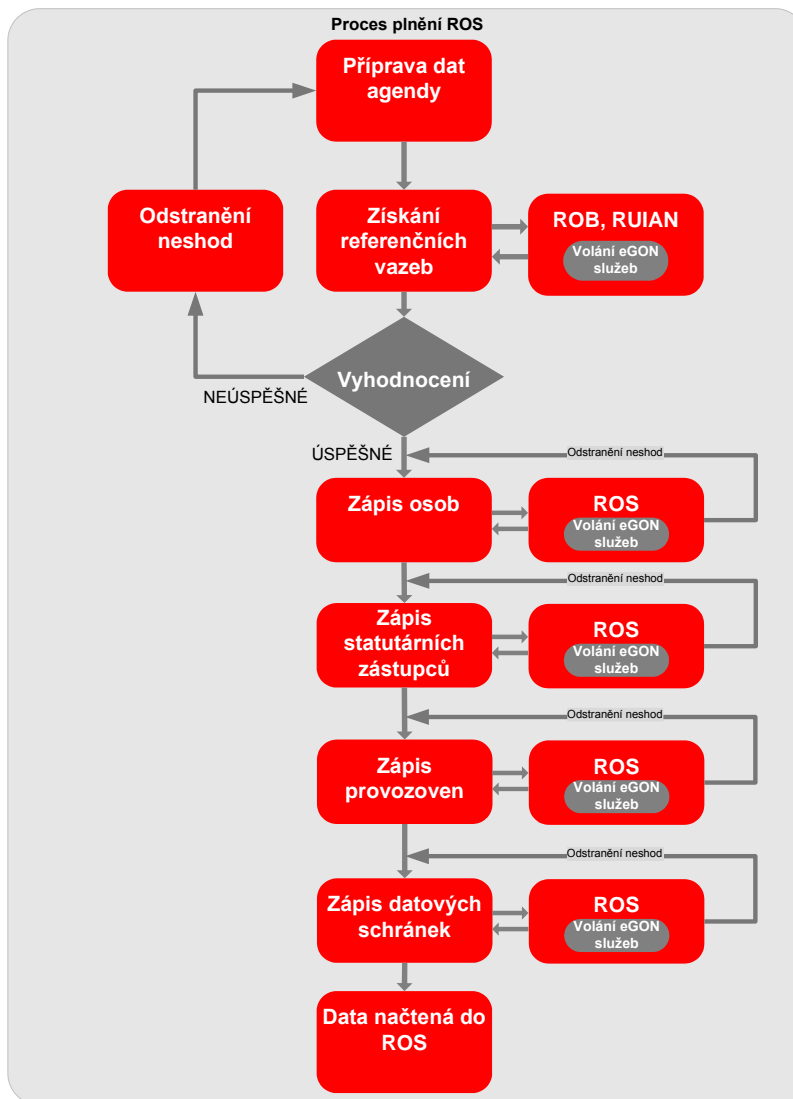 Proces plnění ROS
Příprava dat
agendy
Odstranění
neshod
Získání
referenčních
vazeb
ROB, RUIAN
Volání eGON
služeb
Vyhodnocení
NEÚSPĚŠNÉ
ÚSPĚŠNÉ
Odstranění neshod
Zápis osob
ROS
Volání eGON
služeb
Odstranění neshod
Zápis
statutárních
zástupců
ROS
Volání eGON
služeb
Odstranění neshod
Zápis
provozoven
ROS
Volání eGON
služeb
Odstranění neshod
Zápis datových
schránek
ROS
Volání eGON
služeb
Data načtená do
ROS